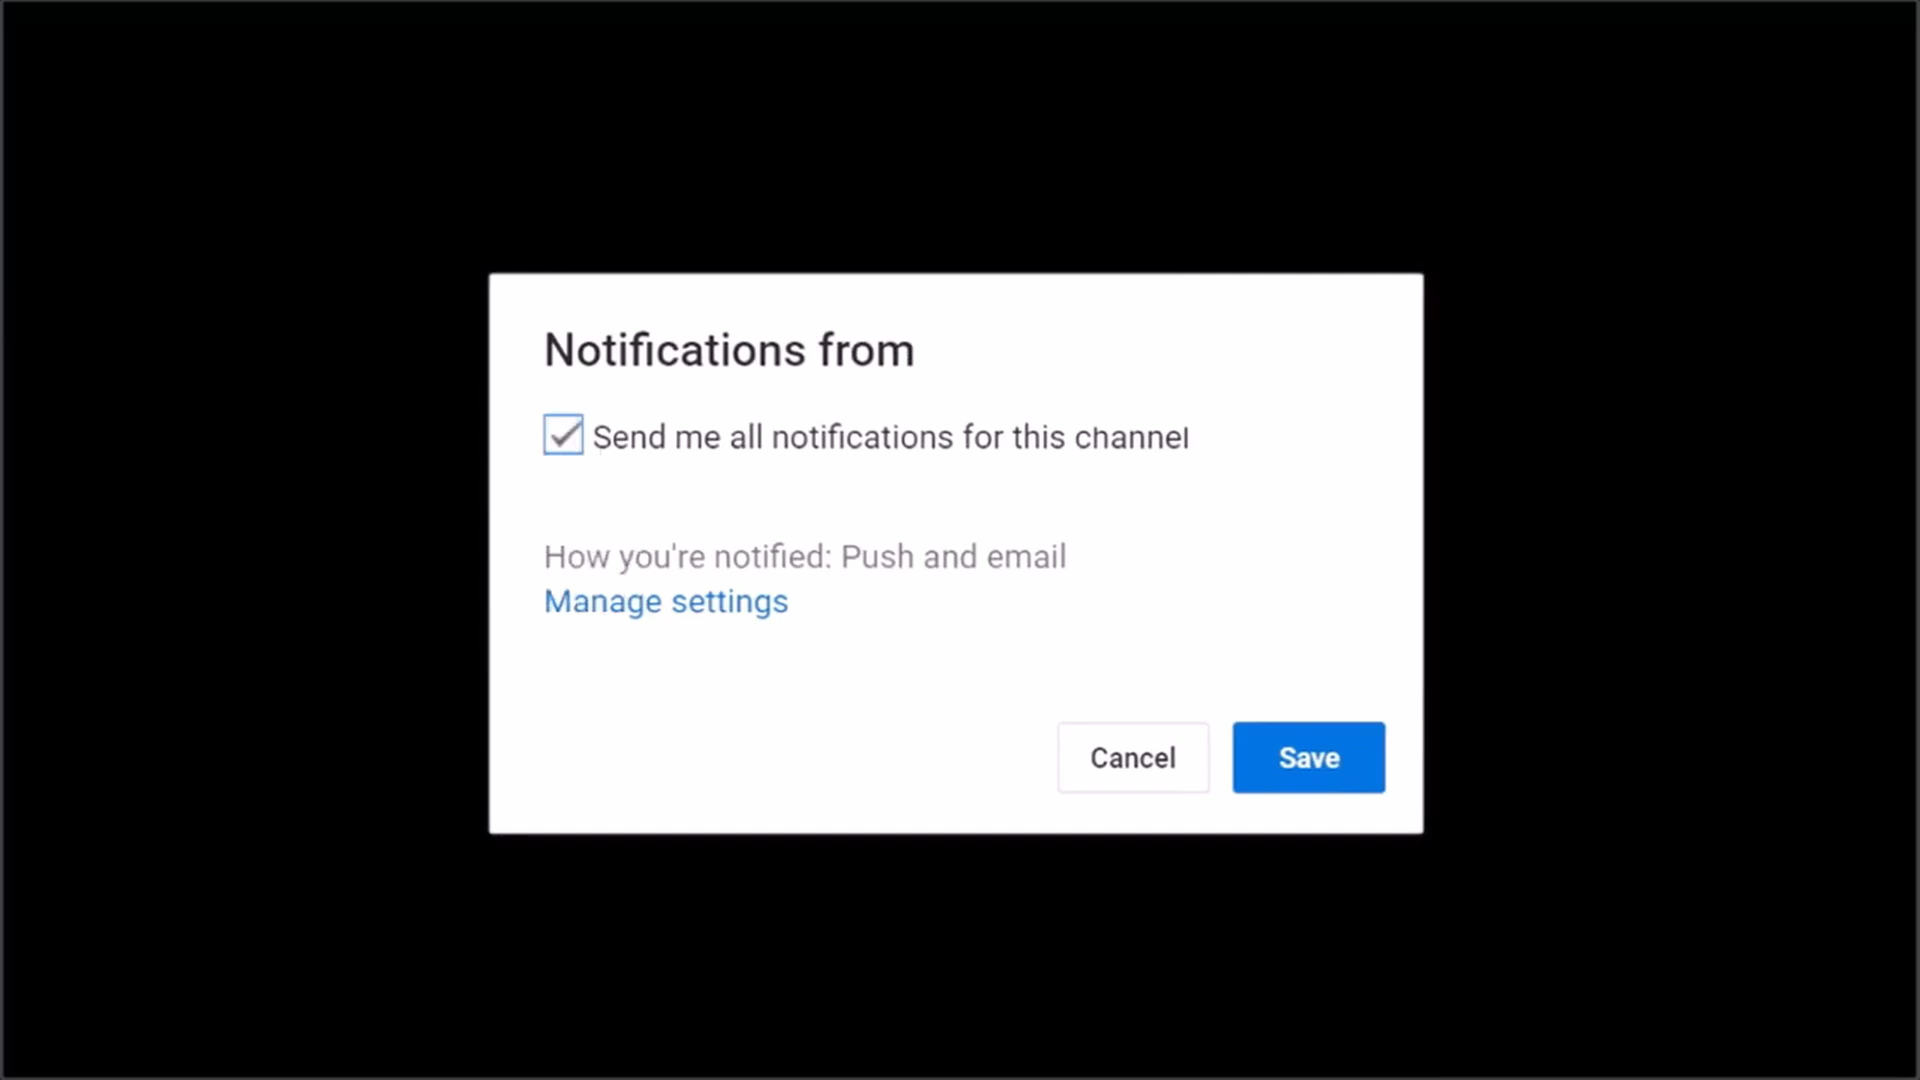 Notifications from
Send me all notifications for this channel
How you're notified: Push and email
Manage settings
Cancel
Save